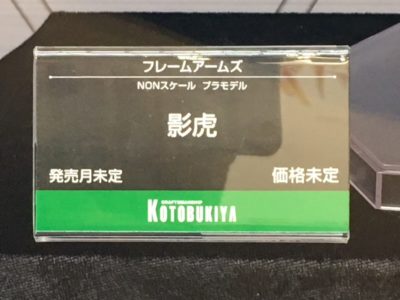 フレームアームズ
NONスケール プラモデル
影虎
発売月未定 価格未定
CRAFTSMANSHIP
KOTOBUKIYA